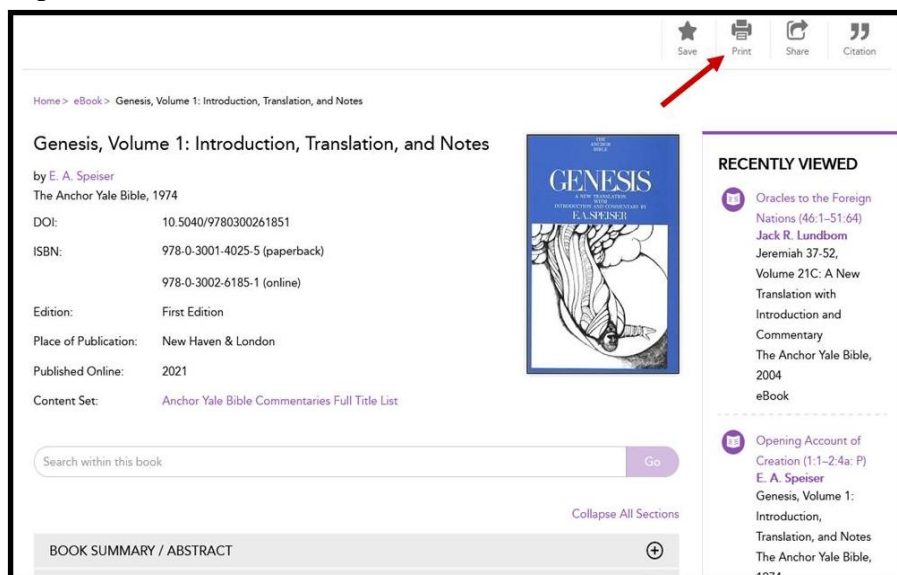 Save Print Share Citation
Home > eBook > Genesis, Volume 1: Introduction, Translation, and Notes
Genesis, Volume 1: Introduction, Translation, and Notes
by E. A. Speiser
The Anchor Yale Bible, 1974
DOI: 10.5040/9780300261851
ISBN: 978-0-3001-4025-5 (paperback)
978-0-3002-6185-1 (online)
Edition: First Edition
Place of Publication: New Haven & London
Published Online: 2021
Content Set: Anchor Yale Bible Commentaries Full Title List
THE
ANCHOR
BIBLE
GENESIS
A NEW TRANSLATION
WITH
INTRODUCTION AND COMMENTARY BY
E.A.SPEISER
Search within this book Go
Collapse All Sections
BOOK SUMMARY / ABSTRACT
RECENTLY VIEWED
Oracles to the Foreign
Nations (46:1–51:64)
Jack R. Lundbom
Jeremiah 37-52,
Volume 21C: A New
Translation with
Introduction and
Commentary
The Anchor Yale Bible,
2004
eBook
Opening Account of
Creation (1:1–2:4a: P)
E. A. Speiser
Genesis, Volume 1:
Introduction,
Translation, and Notes
The Anchor Yale Bible,